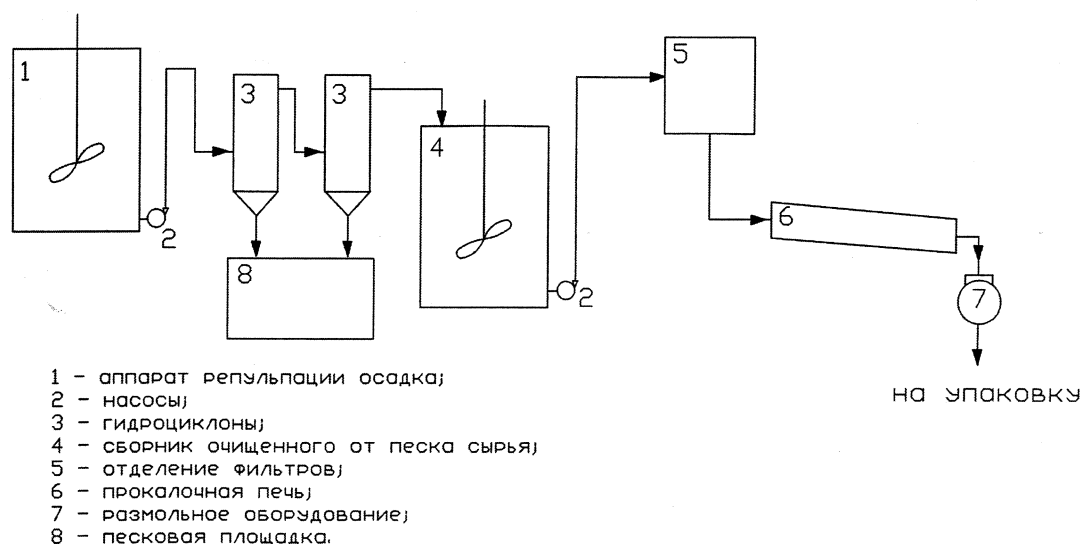 1
2
3
3
4
2
5
6
7
8
на упаковку
1 - аппарат репульпации осадка;
2 - насосы;
3 - гидроциклоны;
4 - сборник очищенного от песка сырья;
5 - отделение фильтров;
6 - прокалочная печь;
7 - размольное оборудование;
8 - песковая площадка.